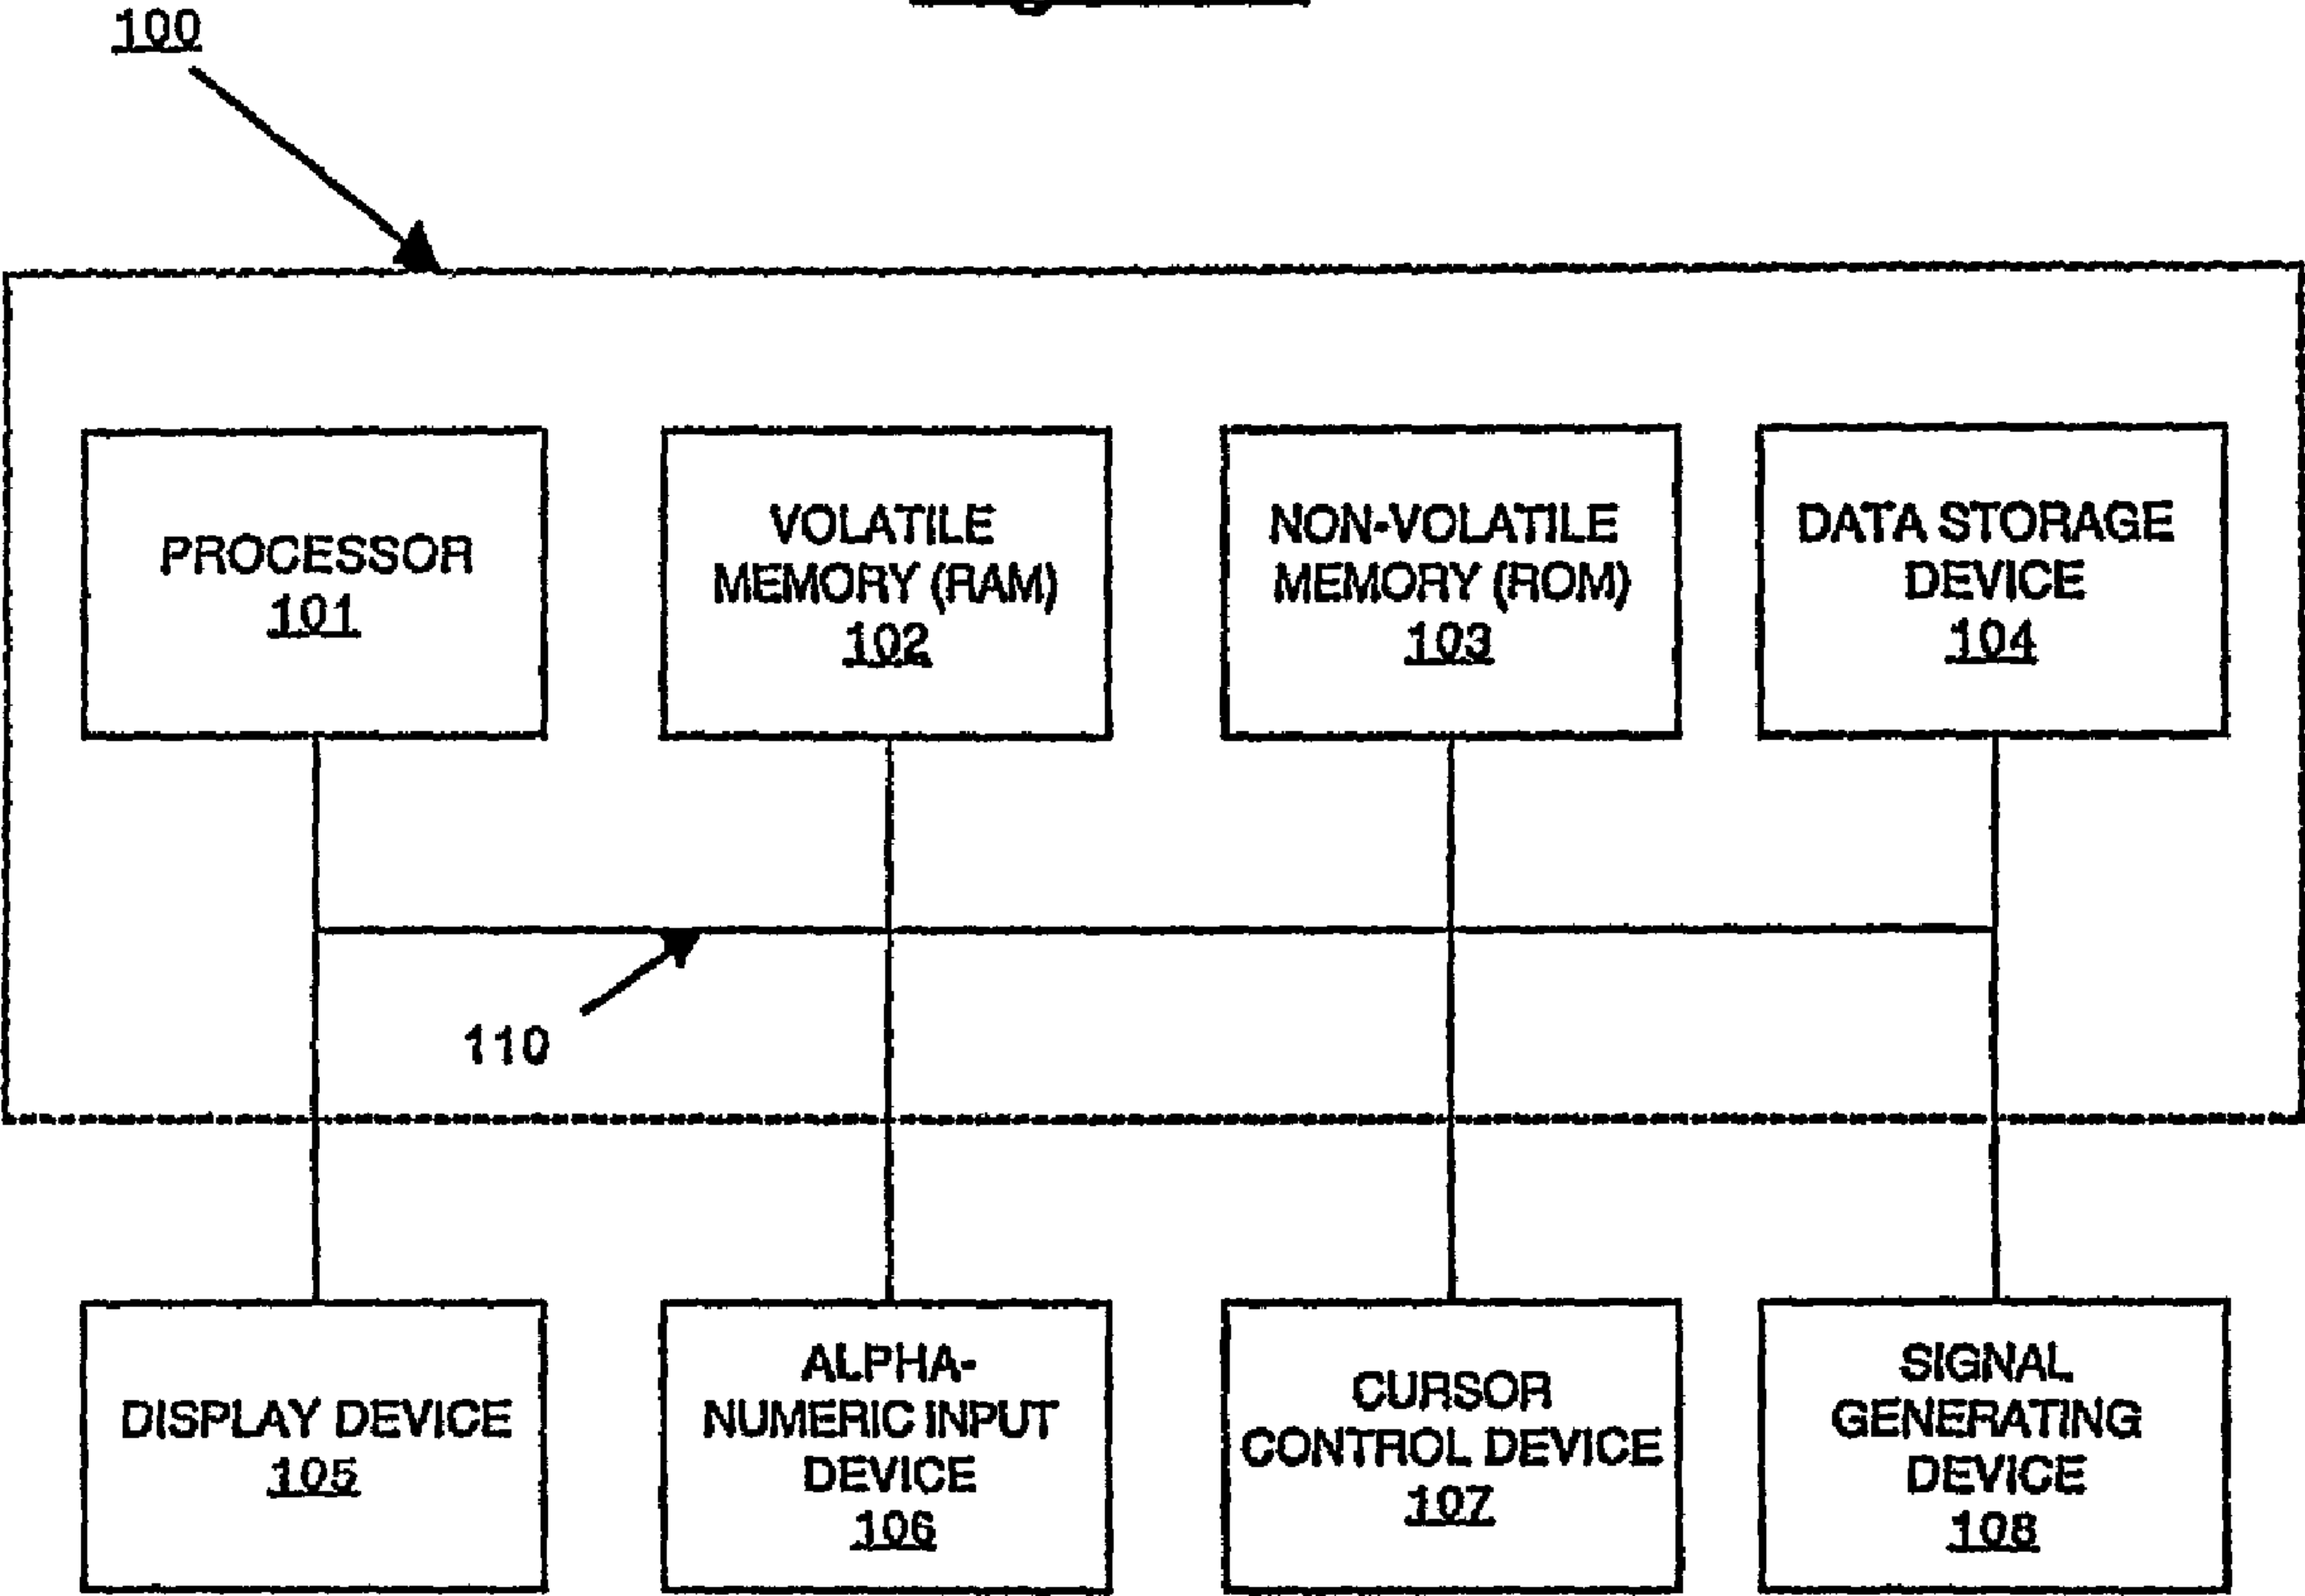 100
PROCESSOR
101
VOLATILE
MEMORY (RAM)
102
NON-VOLATILE
MEMORY (ROM)
103
DATA STORAGE
DEVICE
104
110
DISPLAY DEVICE
105
ALPHA-
NUMERIC INPUT
DEVICE
106
CURSOR
CONTROL DEVICE
107
SIGNAL
GENERATING
DEVICE
108